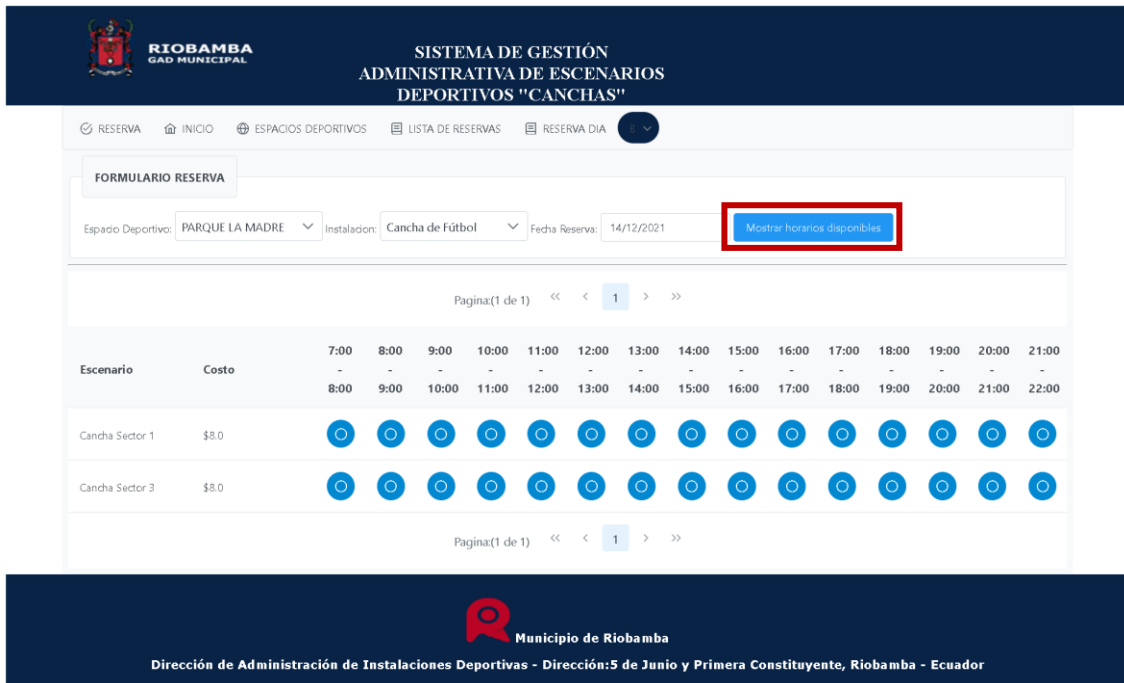 RIOBAMBA
GAD MUNICIPAL
SISTEMA DE GESTIÓN
ADMINISTRATIVA DE ESCENARIOS
DEPORTIVOS "CANCHAS"
RESERVA INICIO ESPACIOS DEPORTIVOS LISTA DE RESERVAS RESERVA DIA 8
FORMULARIO RESERVA
Espacio Deportivo: PARQUE LA MADRE Instalacion: Cancha de Fútbol Fecha Reserva: 14/12/2021 Mostrar horarios disponibles
Pagina:(1 de 1) << < 1 > >>
7:00 8:00 9:00 10:00 11:00 12:00 13:00 14:00 15:00 16:00 17:00 18:00 19:00 20:00 21:00
Escenario Costo - - - - - - - - - - - - - - -
8:00 9:00 10:00 11:00 12:00 13:00 14:00 15:00 16:00 17:00 18:00 19:00 20:00 21:00 22:00
Cancha Sector 1 $8.0
Cancha Sector 3 $8.0
Pagina:(1 de 1) << < 1 > >>
Municipio de Riobamba
Dirección de Administración de Instalaciones Deportivas - Dirección:5 de Junio y Primera Constituyente, Riobamba - Ecuador